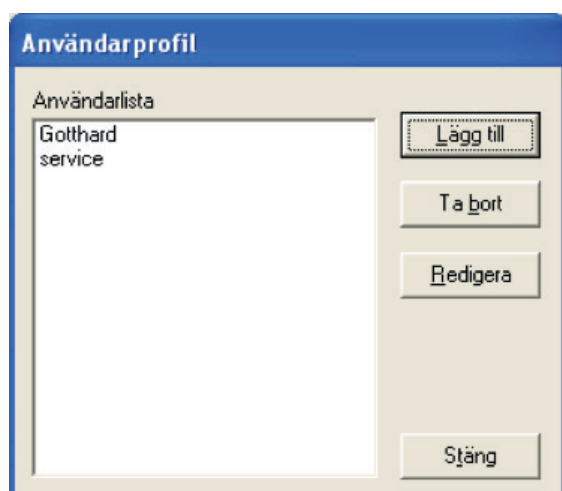 Användarprofil
Användarlista
Gotthard
service
Lägg till
Ta bort
Redigera
Stäng